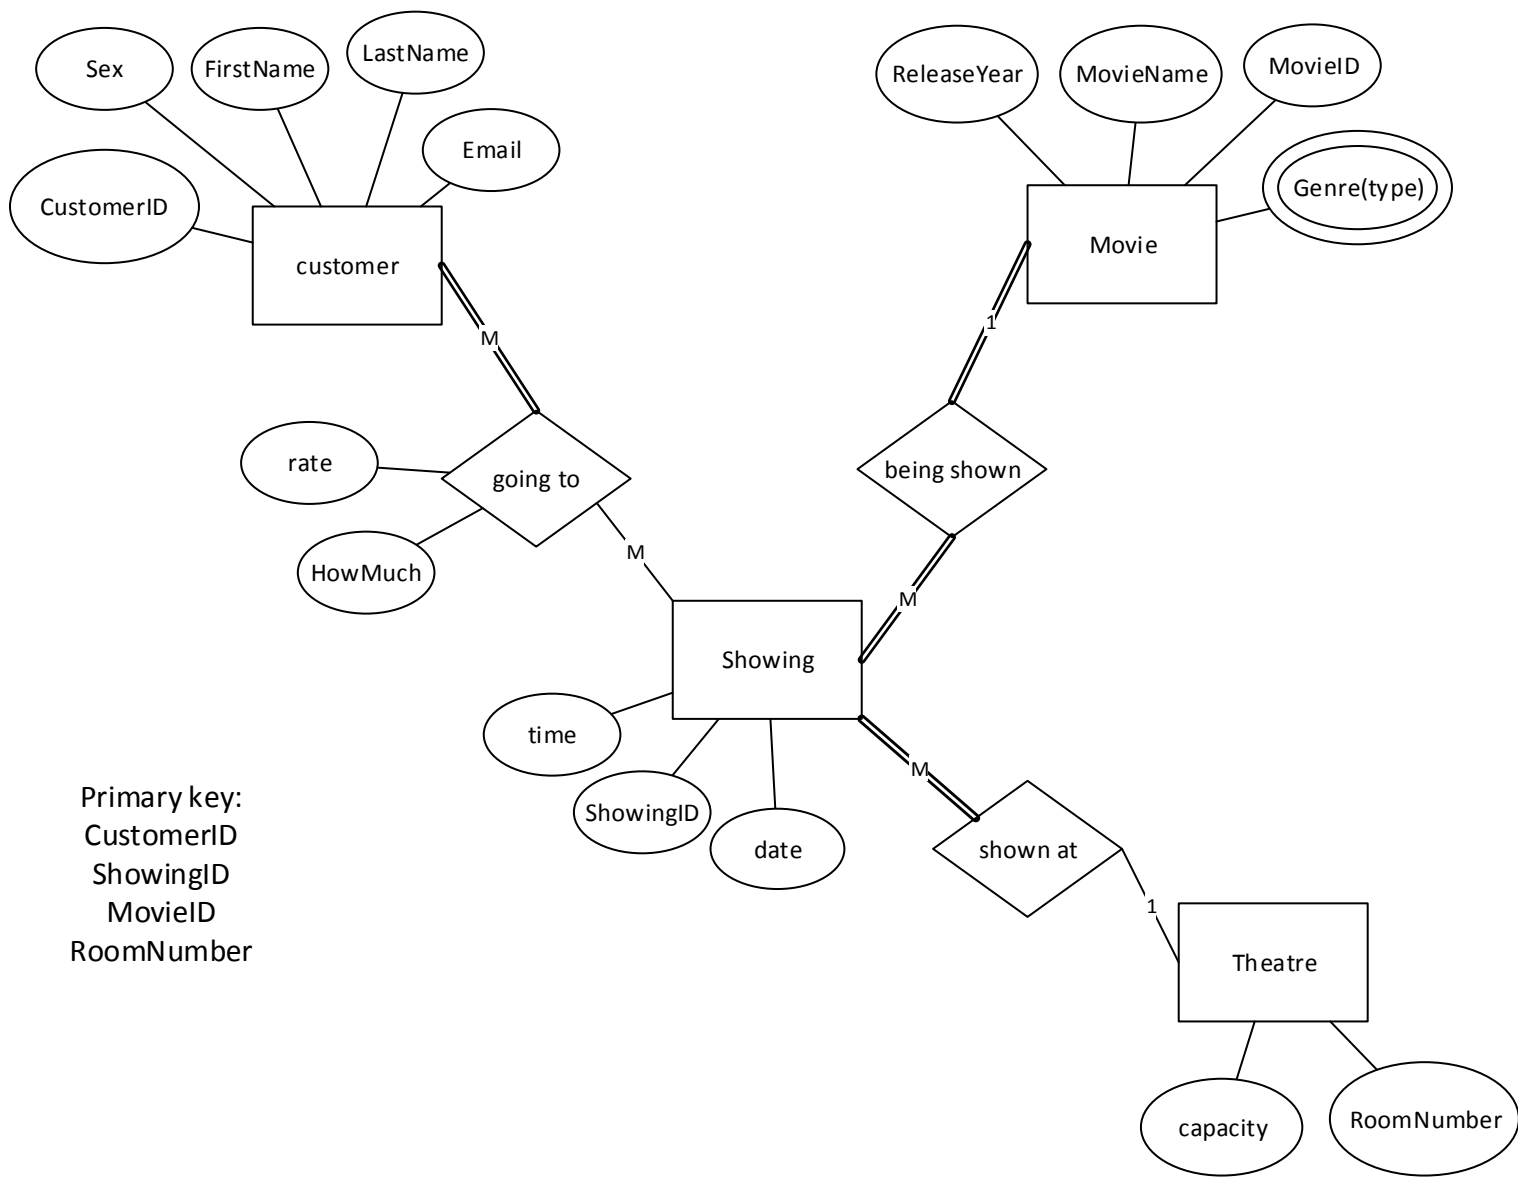 Sex
FirstName
LastName
Email
CustomerID
customer
ReleaseYear
MovieName
MovieID
Genre(type)
Movie
M
1
rate
going to
HowMuch
being shown
M
M
Showing
time
ShowingID
date
M
shown at
1
Theatre
capacity
RoomNumber
Primary key:
CustomerID
ShowingID
MovieID
RoomNumber